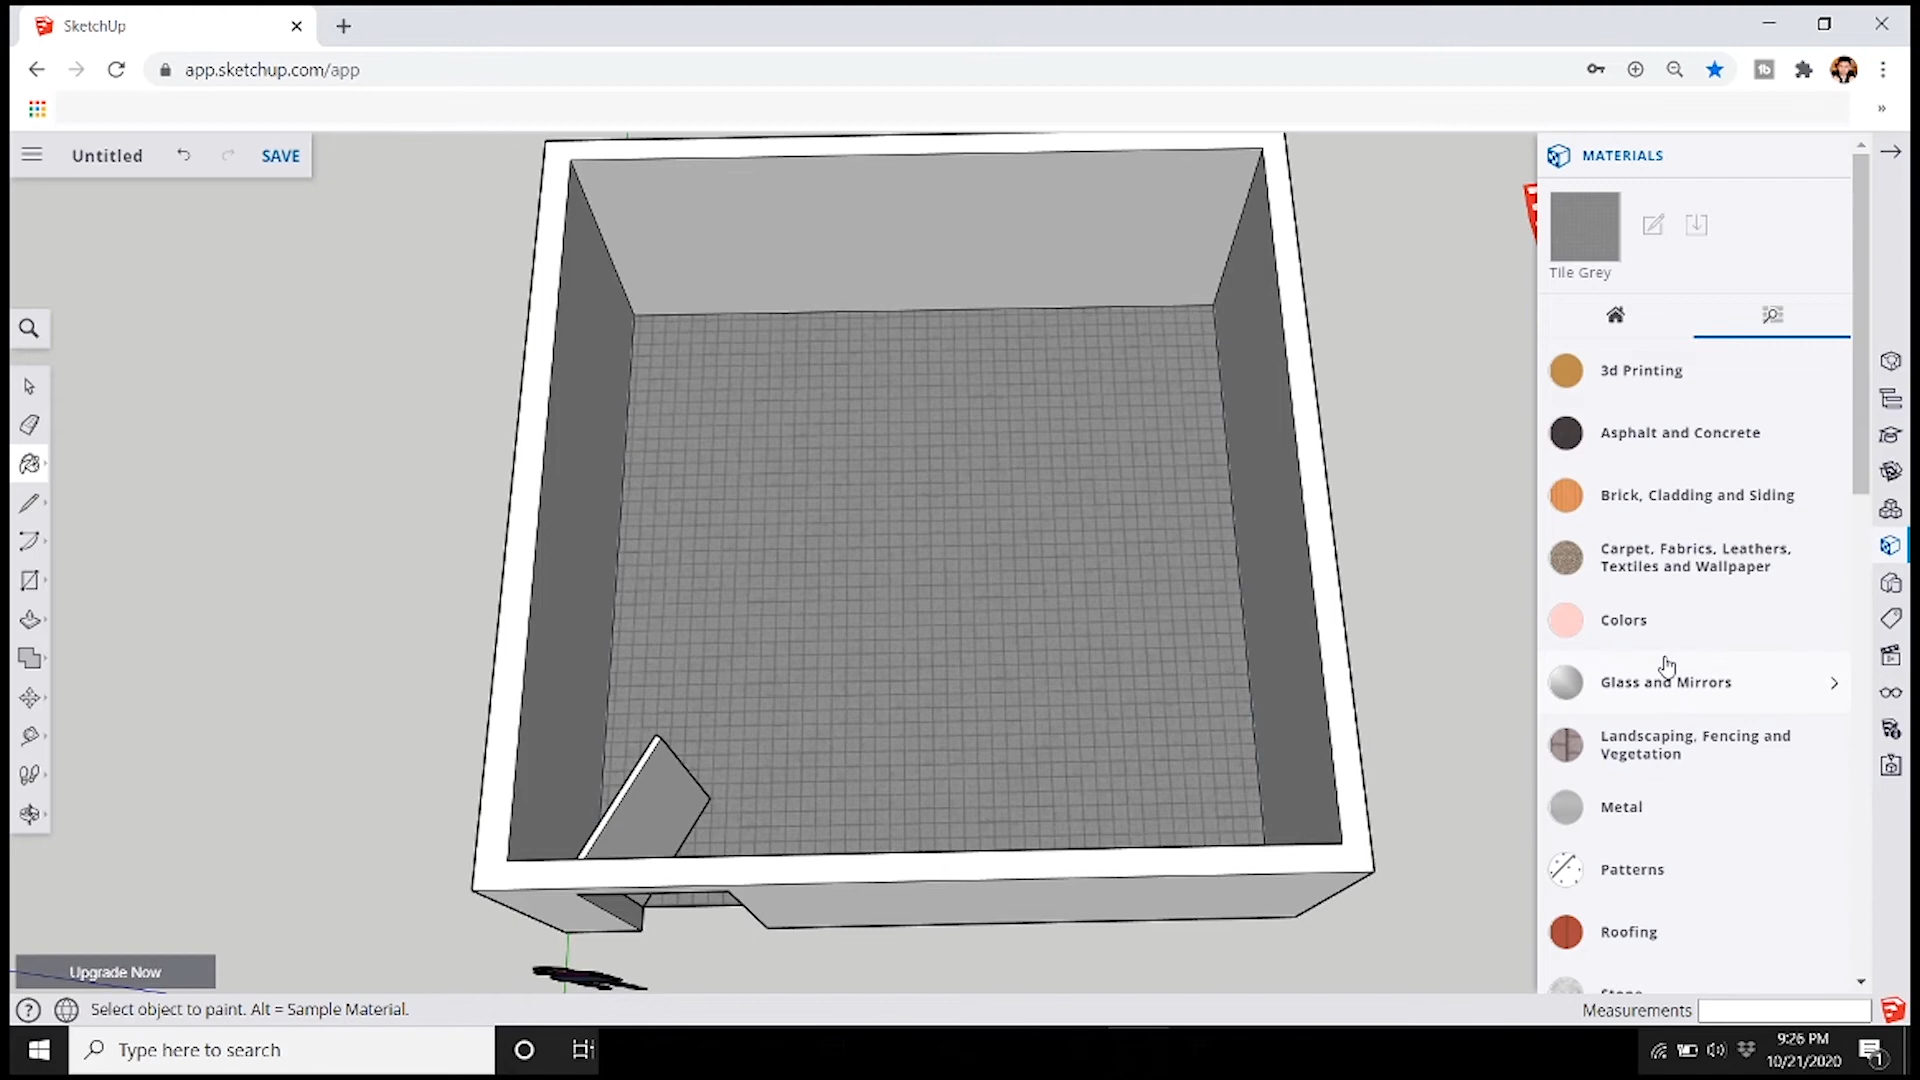 SketchUp
app.sketchup.com/app
Untitled
SAVE
MATERIALS
Tile Grey
3d Printing
Asphalt and Concrete
Brick, Cladding and Siding
Carpet, Fabrics, Leathers,
Textiles and Wallpaper
Colors
Glass and Mirrors
Landscaping, Fencing and
Vegetation
Metal
Patterns
Roofing
Stone
Upgrade Now
Select object to paint. Alt = Sample Material.
Measurements
Type here to search
9:26 PM
10/21/2020
1